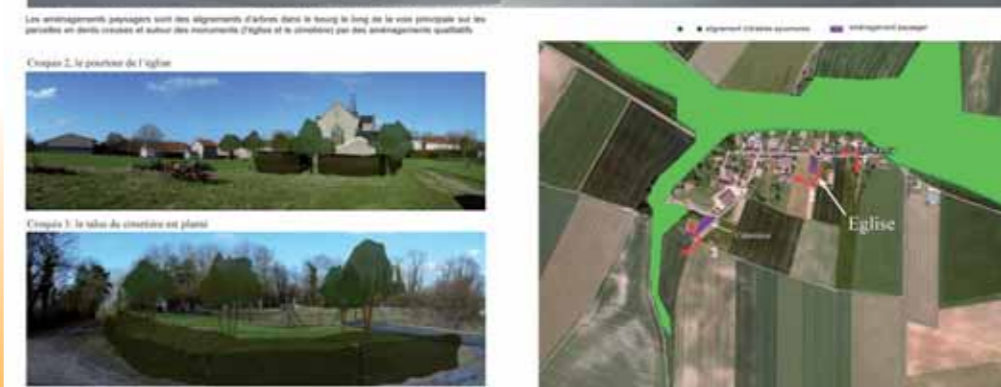 Les aménagements paysagers sont des alignements d'arbres dans le bourg le long de la voie principale sur les
parcelles en dents creuses et autour des monuments (l'église et le cimetière) par des aménagements qualitatifs
alignement d'arbres
aménagement paysager
Croquis 2, le pourtour de l'église
Croquis 3: le talus du cimetière est planté
Eglise
Cimetière